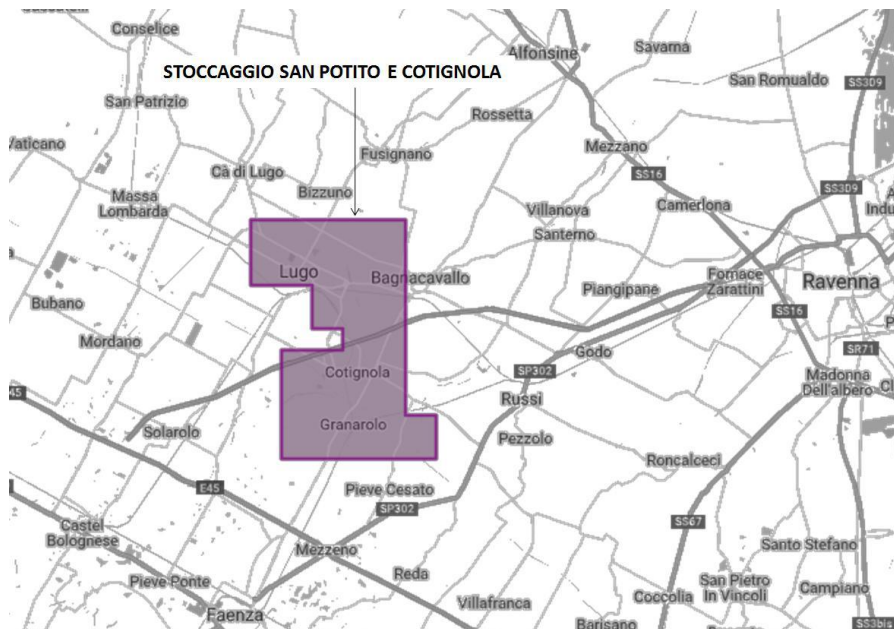 Conselice
Alfonsine
Savarna
STOCCAGGIO SAN POTITO E COTIGNOLA
San Romualdo
SS309
San Patrizio
Rossetta
Vaticano
Fusignano
Mezzano
Cà di Lugo
SS16
Bizzuno
SS309
Massa
Lombarda
Villanova
Camerlona
Santerno
Lugo
Bagnacavallo
Fornace
Zarattini
Ravenna
Piangipane
Bubano
SS16
Mordano
Godo
SR71
Cotignola
SP302
Madonna
Dell'albero
45
Russi
Granarolo
Solarolo
Pezzolo
Roncalceci
E45
Pieve Cesato
SP302
SS67
Castel
Bolognese
Mezzeno
Santo Stefano
Reda
Pieve Ponte
San Pietro
In Vincoli
Campiano
Coccolia
Villafranca
Faenza
Barisano
SS3bis